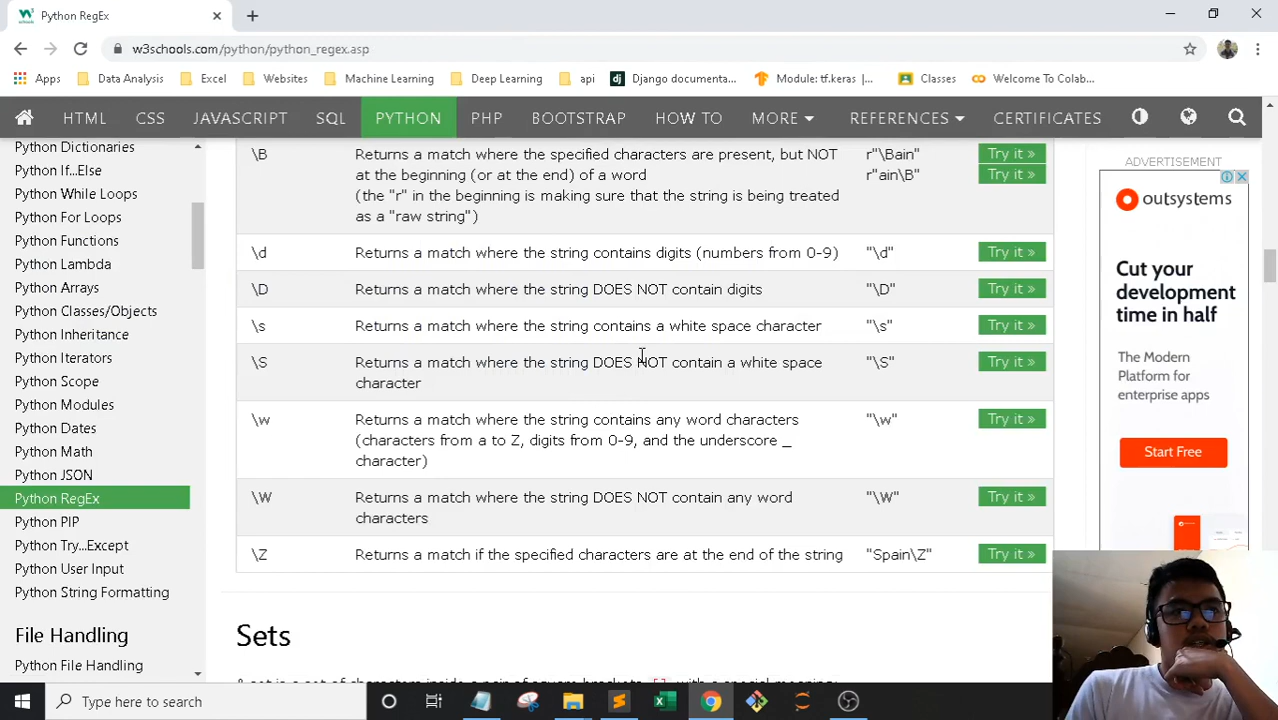 Python RegEx
w3schools.com/python/python_regex.asp
Apps
Data Analysis
Excel
Websites
Machine Learning
Deep Learning
api
Django documenta...
Module: tf.keras |...
Classes
Welcome To Colab...
HTML
CSS
JAVASCRIPT
SQL
PYTHON
PHP
BOOTSTRAP
HOW TO
MORE
REFERENCES
CERTIFICATES
Python Dictionaries
Python If...Else
Python While Loops
Python For Loops
Python Functions
Python Lambda
Python Arrays
Python Classes/Objects
Python Inheritance
Python Iterators
Python Scope
Python Modules
Python Dates
Python Math
Python JSON
Python RegEx
Python PIP
Python Try...Except
Python User Input
Python String Formatting
File Handling
Python File Handling
\B Returns a match where the specified characters are present, but NOT r"\Bain" Try it »
at the beginning (or at the end) of a word r"ain\B" Try it »
(the "r" in the beginning is making sure that the string is being treated
as a "raw string")
\d Returns a match where the string contains digits (numbers from 0-9) "\d" Try it »
\D Returns a match where the string DOES NOT contain digits "\D" Try it »
\s Returns a match where the string contains a white space character "\s" Try it »
\S Returns a match where the string DOES NOT contain a white space "\S" Try it »
character
\w Returns a match where the string contains any word characters "\w" Try it »
(characters from a to Z, digits from 0-9, and the underscore _
character)
\W Returns a match where the string DOES NOT contain any word "\W" Try it »
characters
\Z Returns a match if the specified characters are at the end of the string "Spain\Z" Try it »
Sets
A set is a set of characters inside a pair of square brackets [] with a special meaning:
ADVERTISEMENT
outsystems
Cut your
development
time in half
The Modern
Platform for
enterprise apps
Start Free
Type here to search